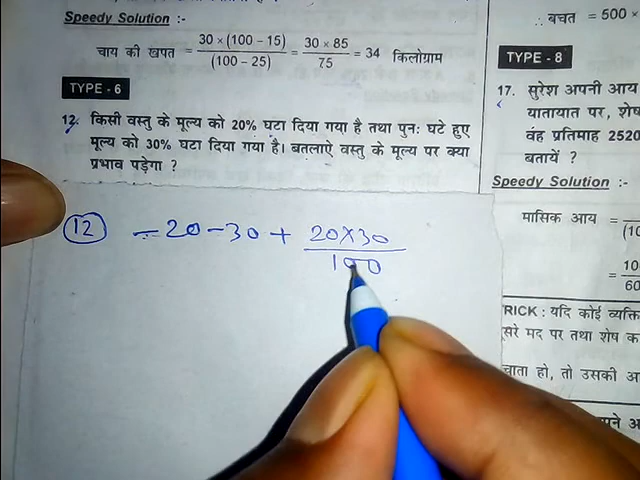 Speedy Solution :-
चाय की खपत = 30 × (100 – 15) / (100 – 25) = 30 × 85 / 75 = 34 किलोग्राम
TYPE - 6
12. किसी वस्तु के मूल्य को 20% घटा दिया गया है तथा पुनः घटे हुए
मूल्य को 30% घटा दिया गया है। बतलाऐ वस्तु के मूल्य पर क्या
प्रभाव पड़ेगा ?
12 = 20 - 30 + 20×30 / 100
∴ बचत = 500 ×
TYPE - 8
17. सुरेश अपनी आय
यातायात पर, शेष
वह प्रतिमाह 2520
बतायें ?
Speedy Solution :
मासिक आय =
(10
= 10
60
RICK : यदि कोई व्यक्ति
सरे मद पर तथा शेष क
चाता हो, तो उसकी अ